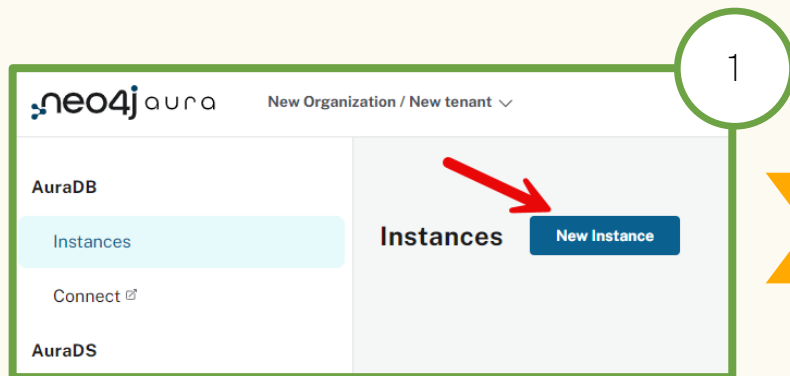 1
neo4j aura New Organization / New tenant
AuraDB
Instances
Instances New Instance
Connect
AuraDS